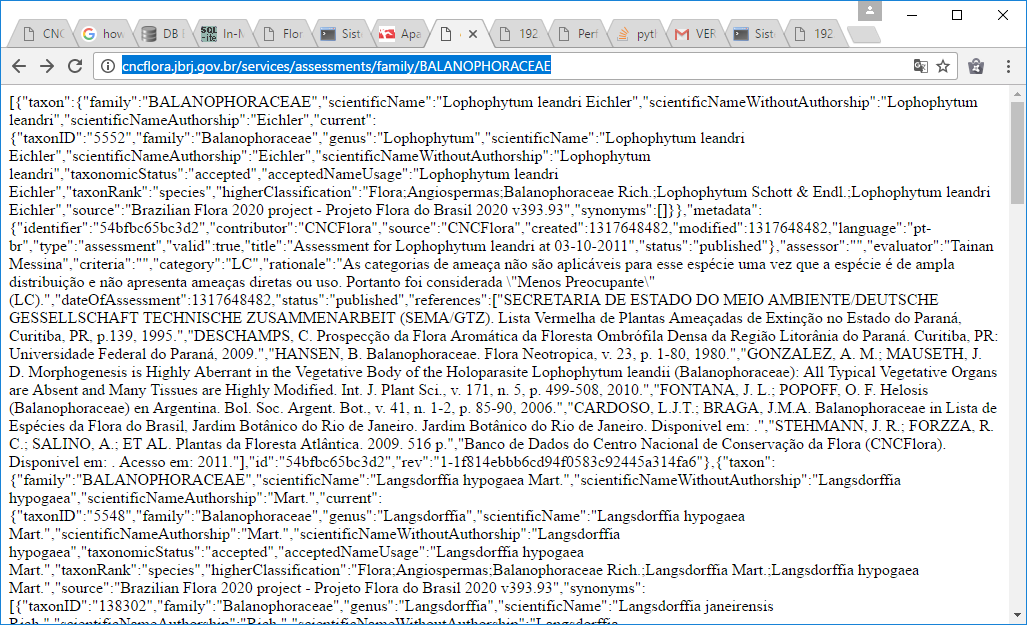 CNC
how
DB
SQL
ite
In-M
Flor
Sist
Apa
192
Perf
pytl
VER
Sist
192
cncflora.jbrj.gov.br/services/assessments/family/BALANOPHORACEAE
[{"taxon":{"family":"BALANOPHORACEAE","scientificName":"Lophophytum leandri Eichler","scientificNameWithoutAuthorship":"Lophophytum
leandri","scientificNameAuthorship":"Eichler","current":
{"taxonID":"5552","family":"Balanophoraceae","genus":"Lophophytum","scientificName":"Lophophytum leandri
Eichler","scientificNameAuthorship":"Eichler","scientificNameWithoutAuthorship":"Lophophytum
leandri","taxonomicStatus":"accepted","acceptedNameUsage":"Lophophytum leandri
Eichler","taxonRank":"species","higherClassification":"Flora;Angiospermas;Balanophoraceae Rich.;Lophophytum Schott & Endl.;Lophophytum leandri
Eichler","source":"Brazilian Flora 2020 project - Projeto Flora do Brasil 2020 v393.93","synonyms":[]}},"metadata":
{"identifier":"54bfbc65bc3d2","contributor":"CNCFlora","source":"CNCFlora","created":1317648482,"modified":1317648482,"language":"pt-
br","type":"assessment","valid":true,"title":"Assessment for Lophophytum leandri at 03-10-2011","status":"published"},"assessor":"","evaluator":"Tainan
Messina","criteria":"","category":"LC","rationale":"As categorias de ameaça não são aplicáveis para esse espécie uma vez que a espécie é de ampla
distribuição e não apresenta ameaças diretas ou uso. Portanto foi considerada \"Menos Preocupante\"
(LC).","dateOfAssessment":1317648482,"status":"published","references":["SECRETARIA DE ESTADO DO MEIO AMBIENTE/DEUTSCHE
GESSELLSCHAFT TECHNISCHE ZUSAMMENARBEIT (SEMA/GTZ). Lista Vermelha de Plantas Ameaçadas de Extinção no Estado do Paraná,
Curitiba, PR, p.139, 1995.","DESCHAMPS, C. Prospecção da Flora Aromática da Floresta Ombrófila Densa da Região Litorânia do Paraná. Curitiba, PR:
Universidade Federal do Paraná, 2009.","HANSEN, B. Balanophoraceae. Flora Neotropica, v. 23, p. 1-80, 1980.","GONZALEZ, A. M.; MAUSETH, J.
D. Morphogenesis is Highly Aberrant in the Vegetative Body of the Holoparasite Lophophytum leandii (Balanophoraceae): All Typical Vegetative Organs
are Absent and Many Tissues are Highly Modified. Int. J. Plant Sci., v. 171, n. 5, p. 499-508, 2010.","FONTANA, J. L.; POPOFF, O. F. Helosis
(Balanophoraceae) en Argentina. Bol. Soc. Argent. Bot., v. 41, n. 1-2, p. 85-90, 2006.","CARDOSO, L.J.T.; BRAGA, J.M.A. Balanophoraceae in Lista de
Espécies da Flora do Brasil, Jardim Botânico do Rio de Janeiro. Jardim Botânico do Rio de Janeiro. Disponivel em: .","STEHMANN, J. R.; FORZZA, R.
C.; SALINO, A.; ET AL. Plantas da Floresta Atlântica. 2009. 516 p.","Banco de Dados do Centro Nacional de Conservação da Flora (CNCFlora).
Disponivel em: . Acesso em: 2011."],"id":"54bfbc65bc3d2","rev":"1-1f814ebbb6cd94f0583c92445a314fa6"},{"taxon":
{"family":"BALANOPHORACEAE","scientificName":"Langsdorffia hypogaea Mart.","scientificNameWithoutAuthorship":"Langsdorffia
hypogaea","scientificNameAuthorship":"Mart.","current":
{"taxonID":"5548","family":"Balanophoraceae","genus":"Langsdorffia","scientificName":"Langsdorffia hypogaea
Mart.","scientificNameAuthorship":"Mart.","scientificNameWithoutAuthorship":"Langsdorffia
hypogaea","taxonomicStatus":"accepted","acceptedNameUsage":"Langsdorffia hypogaea
Mart.","taxonRank":"species","higherClassification":"Flora;Angiospermas;Balanophoraceae Rich.;Langsdorffia Mart.;Langsdorffia hypogaea
Mart.","source":"Brazilian Flora 2020 project - Projeto Flora do Brasil 2020 v393.93","synonyms":
[{"taxonID":"138302","family":"Balanophoraceae","genus":"Langsdorffia","scientificName":"Langsdorffia janeirensis
Rich.","scientificNameAuthorship":"Rich.","scientificNameWithoutAuthorship":"Langsdorffia